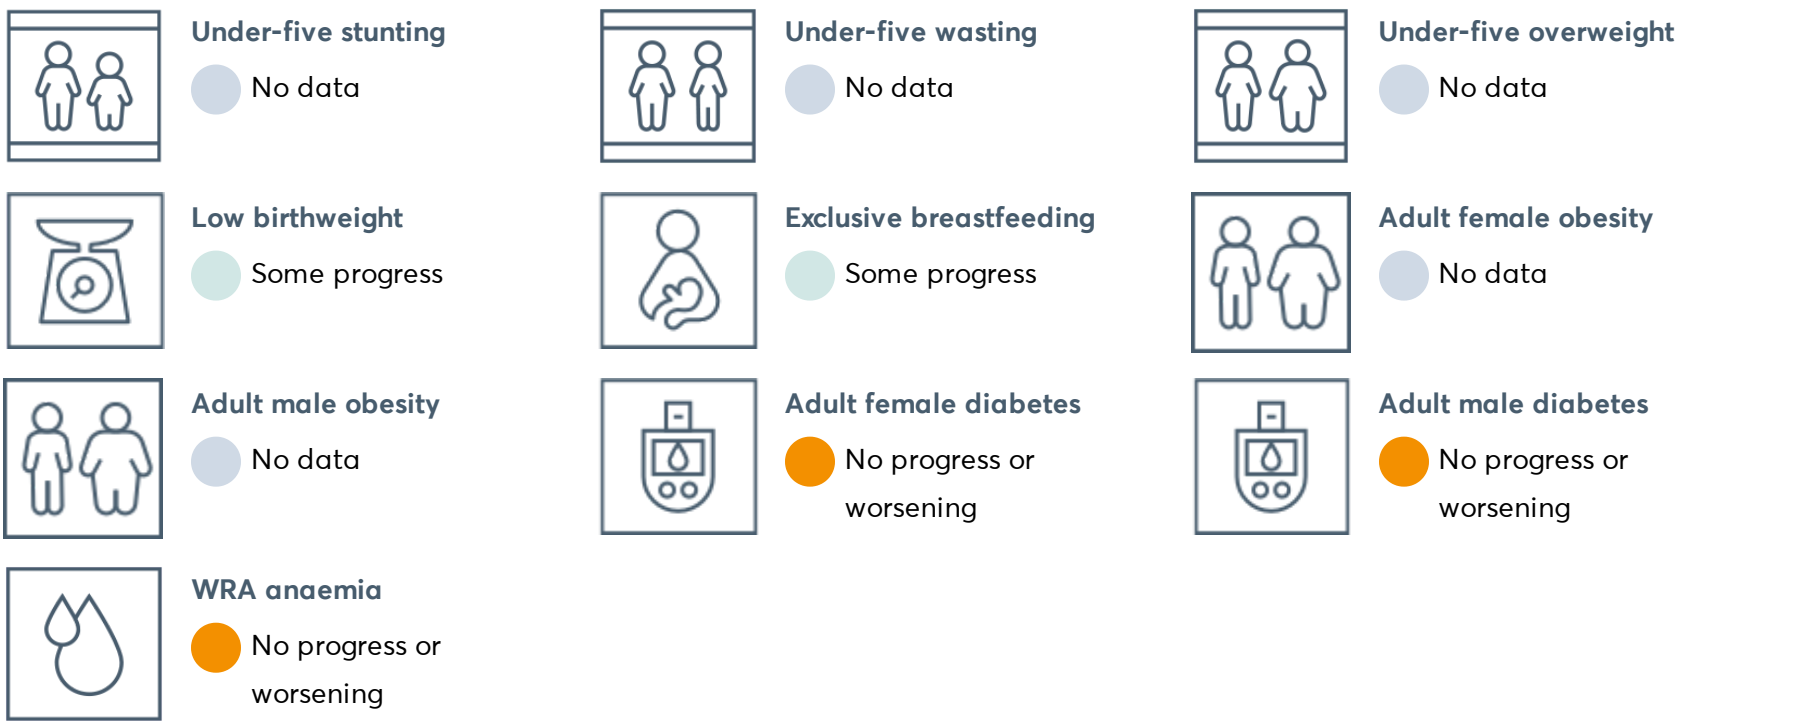 Under-five stunting
No data
Under-five wasting
No data
Under-five overweight
No data
Low birthweight
Some progress
Exclusive breastfeeding
Some progress
Adult female obesity
No data
Adult male obesity
No data
Adult female diabetes
No progress or
worsening
Adult male diabetes
No progress or
worsening
WRA anaemia
No progress or
worsening